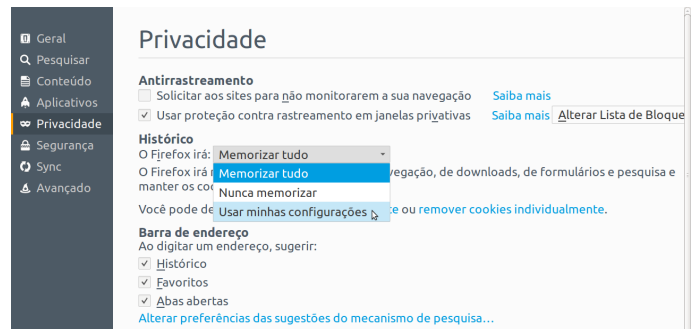 Geral
Pesquisar
Conteúdo
Aplicativos
Privacidade
Segurança
Sync
Avançado
Privacidade
Antirrastreamento
Solicitar aos sites para não monitorarem a sua navegação Saiba mais
Usar proteção contra rastreamento em janelas privativas Saiba mais Alterar Lista de Bloque
Histórico
O Firefox irá: Memorizar tudo
O Firefox irá Memorizar tudo vegação, de downloads, de formulários e pesquisa e
manter os Nunca memorizar
Você pode Usar minhas configurações ou remover cookies individualmente.
Barra de endereço
Ao digitar um endereço, sugerir:
Histórico
Favoritos
Abas abertas
Alterar preferências das sugestões do mecanismo de pesquisa…